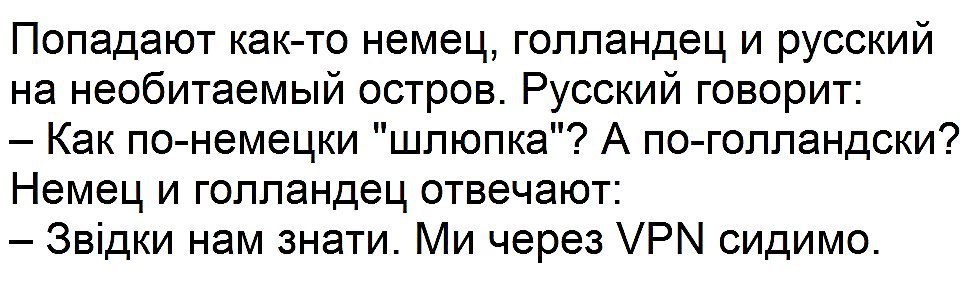 Попадают как-то немец, голландец и русский
на необитаемый остров. Русский говорит:
– Как по-немецки "шлюпка"? А по-голландски?
Немец и голландец отвечают:
– Звідки нам знати. Ми через VPN сидимо.